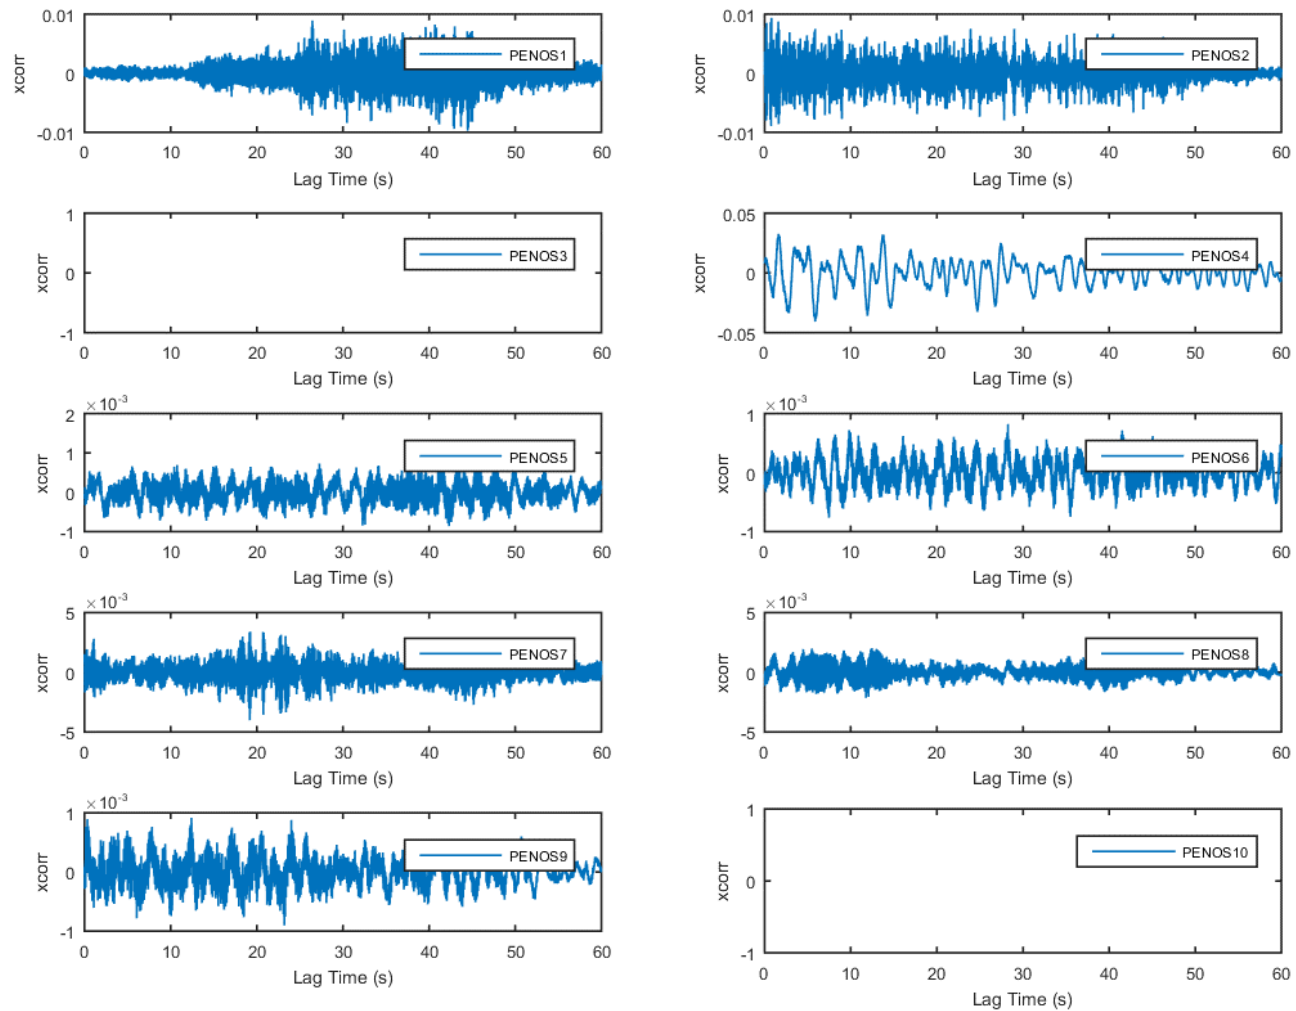 0.01
xcorr
0
-0.01
PENOS1
0 10 20 30 40 50 60
Lag Time (s)
0.01
xcorr
0
-0.01
PENOS2
0 10 20 30 40 50 60
Lag Time (s)
1
xcorr
0
-1
PENOS3
0 10 20 30 40 50 60
Lag Time (s)
0.05
xcorr
0
-0.05
PENOS4
0 10 20 30 40 50 60
Lag Time (s)
×10⁻³
2
1
xcorr
0
-1
PENOS5
0 10 20 30 40 50 60
Lag Time (s)
×10⁻³
1
xcorr
0
-1
PENOS6
0 10 20 30 40 50 60
Lag Time (s)
×10⁻³
5
xcorr
0
-5
PENOS7
0 10 20 30 40 50 60
Lag Time (s)
×10⁻³
5
xcorr
0
-5
PENOS8
0 10 20 30 40 50 60
Lag Time (s)
×10⁻³
1
xcorr
0
-1
PENOS9
0 10 20 30 40 50 60
Lag Time (s)
1
xcorr
0
-1
PENOS10
0 10 20 30 40 50 60
Lag Time (s)